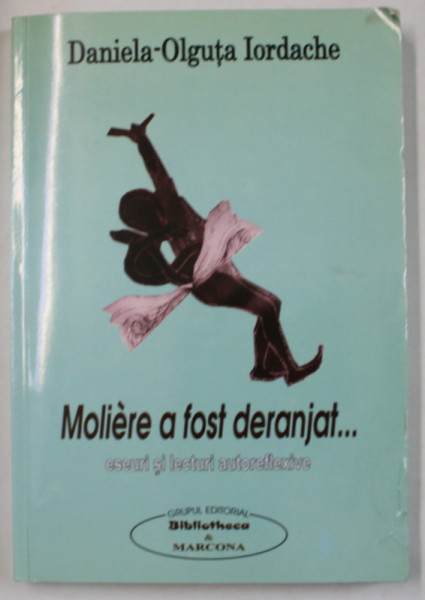 Daniela-Olguța Iordache
Molière a fost deranjat...
eseuri și lecturi autoreflexive
GRUPUL EDITORIAL
Bibliotheca
&
MARCONA